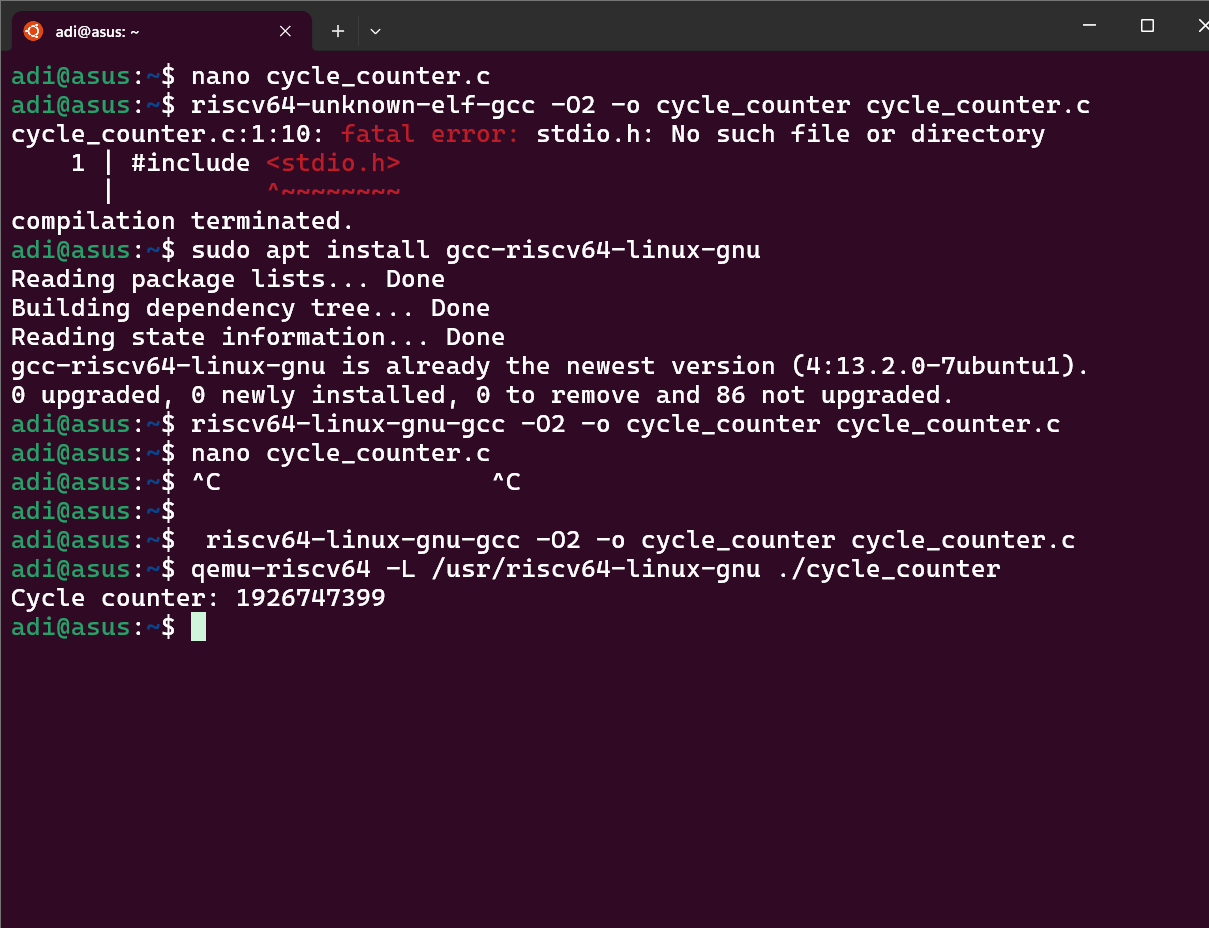 adi@asus: ~
adi@asus:~$ nano cycle_counter.c
adi@asus:~$ riscv64-unknown-elf-gcc -O2 -o cycle_counter cycle_counter.c
cycle_counter.c:1:10: fatal error: stdio.h: No such file or directory
    1 | #include <stdio.h>
      |          ^~~~~~~~~
compilation terminated.
adi@asus:~$ sudo apt install gcc-riscv64-linux-gnu
Reading package lists... Done
Building dependency tree... Done
Reading state information... Done
gcc-riscv64-linux-gnu is already the newest version (4:13.2.0-7ubuntu1).
0 upgraded, 0 newly installed, 0 to remove and 86 not upgraded.
adi@asus:~$ riscv64-linux-gnu-gcc -O2 -o cycle_counter cycle_counter.c
adi@asus:~$ nano cycle_counter.c
adi@asus:~$ ^C                  ^C
adi@asus:~$
adi@asus:~$  riscv64-linux-gnu-gcc -O2 -o cycle_counter cycle_counter.c
adi@asus:~$ qemu-riscv64 -L /usr/riscv64-linux-gnu ./cycle_counter
Cycle counter: 1926747399
adi@asus:~$